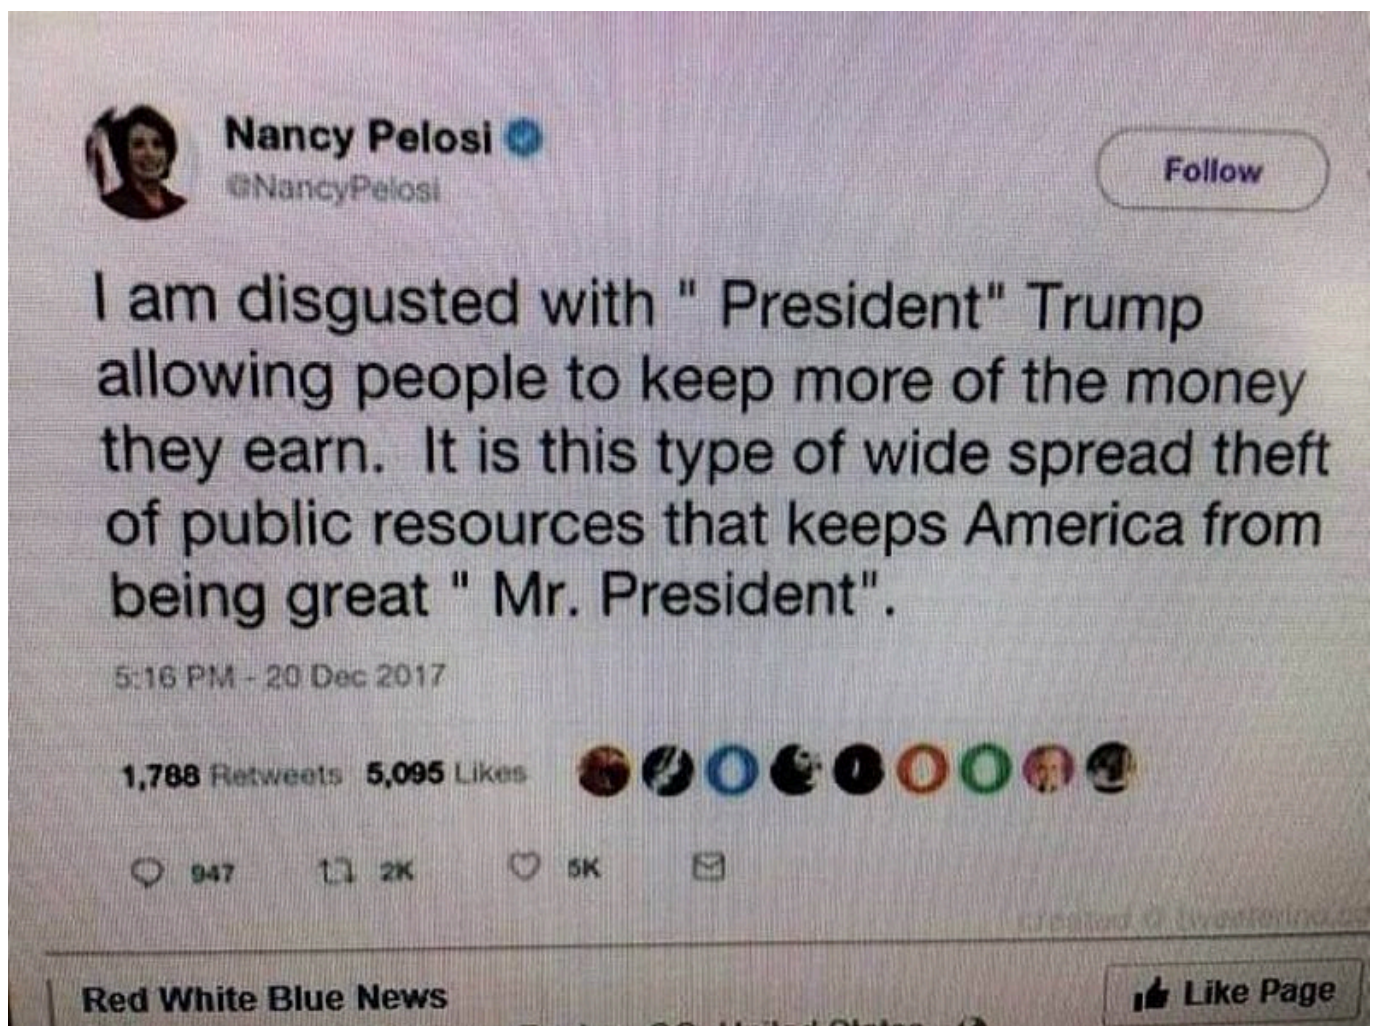 Nancy Pelosi
@NancyPelosi
Follow
I am disgusted with " President" Trump
allowing people to keep more of the money
they earn. It is this type of wide spread theft
of public resources that keeps America from
being great " Mr. President".
5:16 PM - 20 Dec 2017
1,788 Retweets 5,095 Likes
947 2K 5K
created @ tweeterino.co
Red White Blue News
Like Page